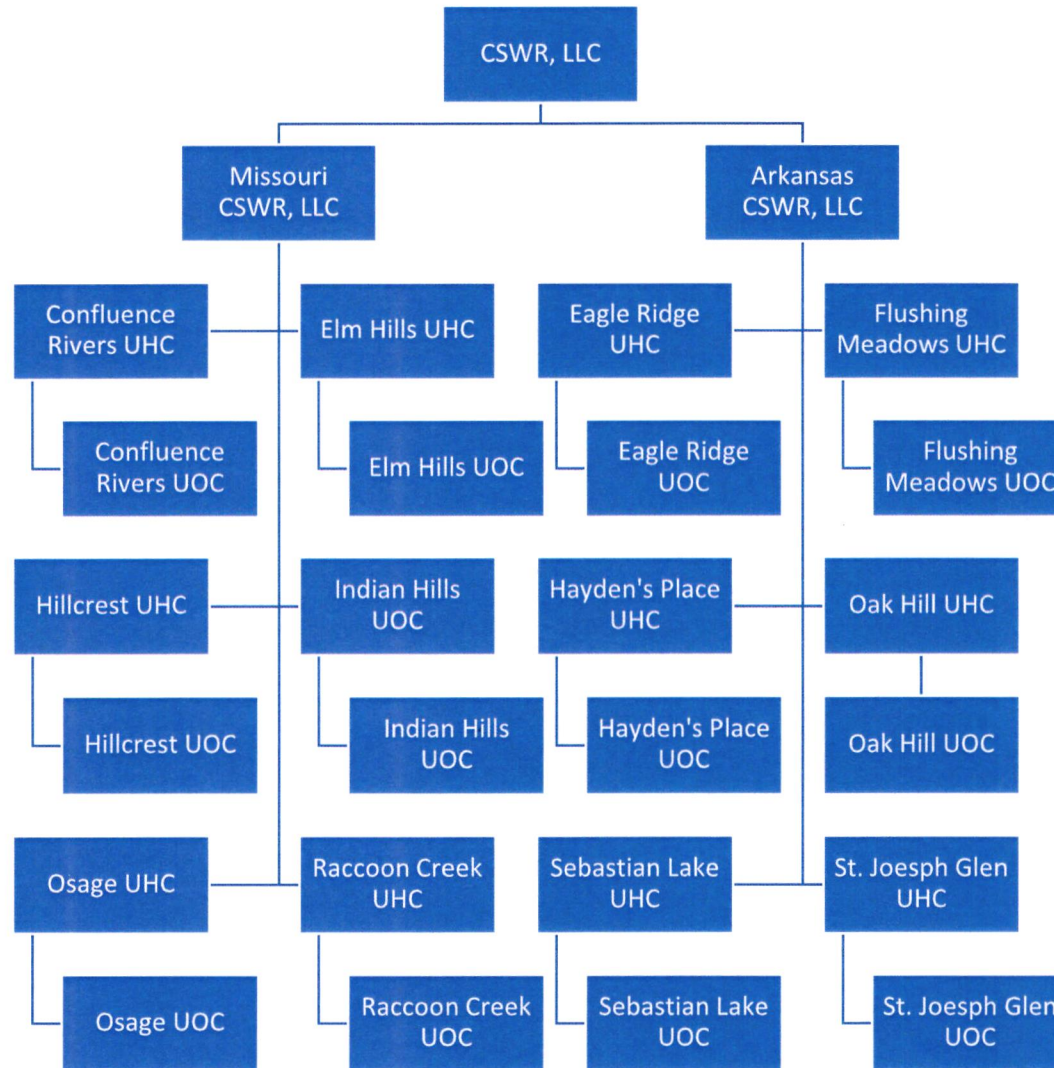 CSWR, LLC
Missouri
CSWR, LLC
Arkansas
CSWR, LLC
Confluence
Rivers UHC
Elm Hills UHC
Eagle Ridge
UHC
Flushing
Meadows UHC
Confluence
Rivers UOC
Elm Hills UOC
Eagle Ridge
UOC
Flushing
Meadows UOC
Hillcrest UHC
Indian Hills
UOC
Hayden's Place
UHC
Oak Hill UHC
Hillcrest UOC
Indian Hills
UOC
Hayden's Place
UOC
Oak Hill UOC
Osage UHC
Raccoon Creek
UHC
Sebastian Lake
UHC
St. Joesph Glen
UHC
Osage UOC
Raccoon Creek
UOC
Sebastian Lake
UOC
St. Joesph Glen
UOC